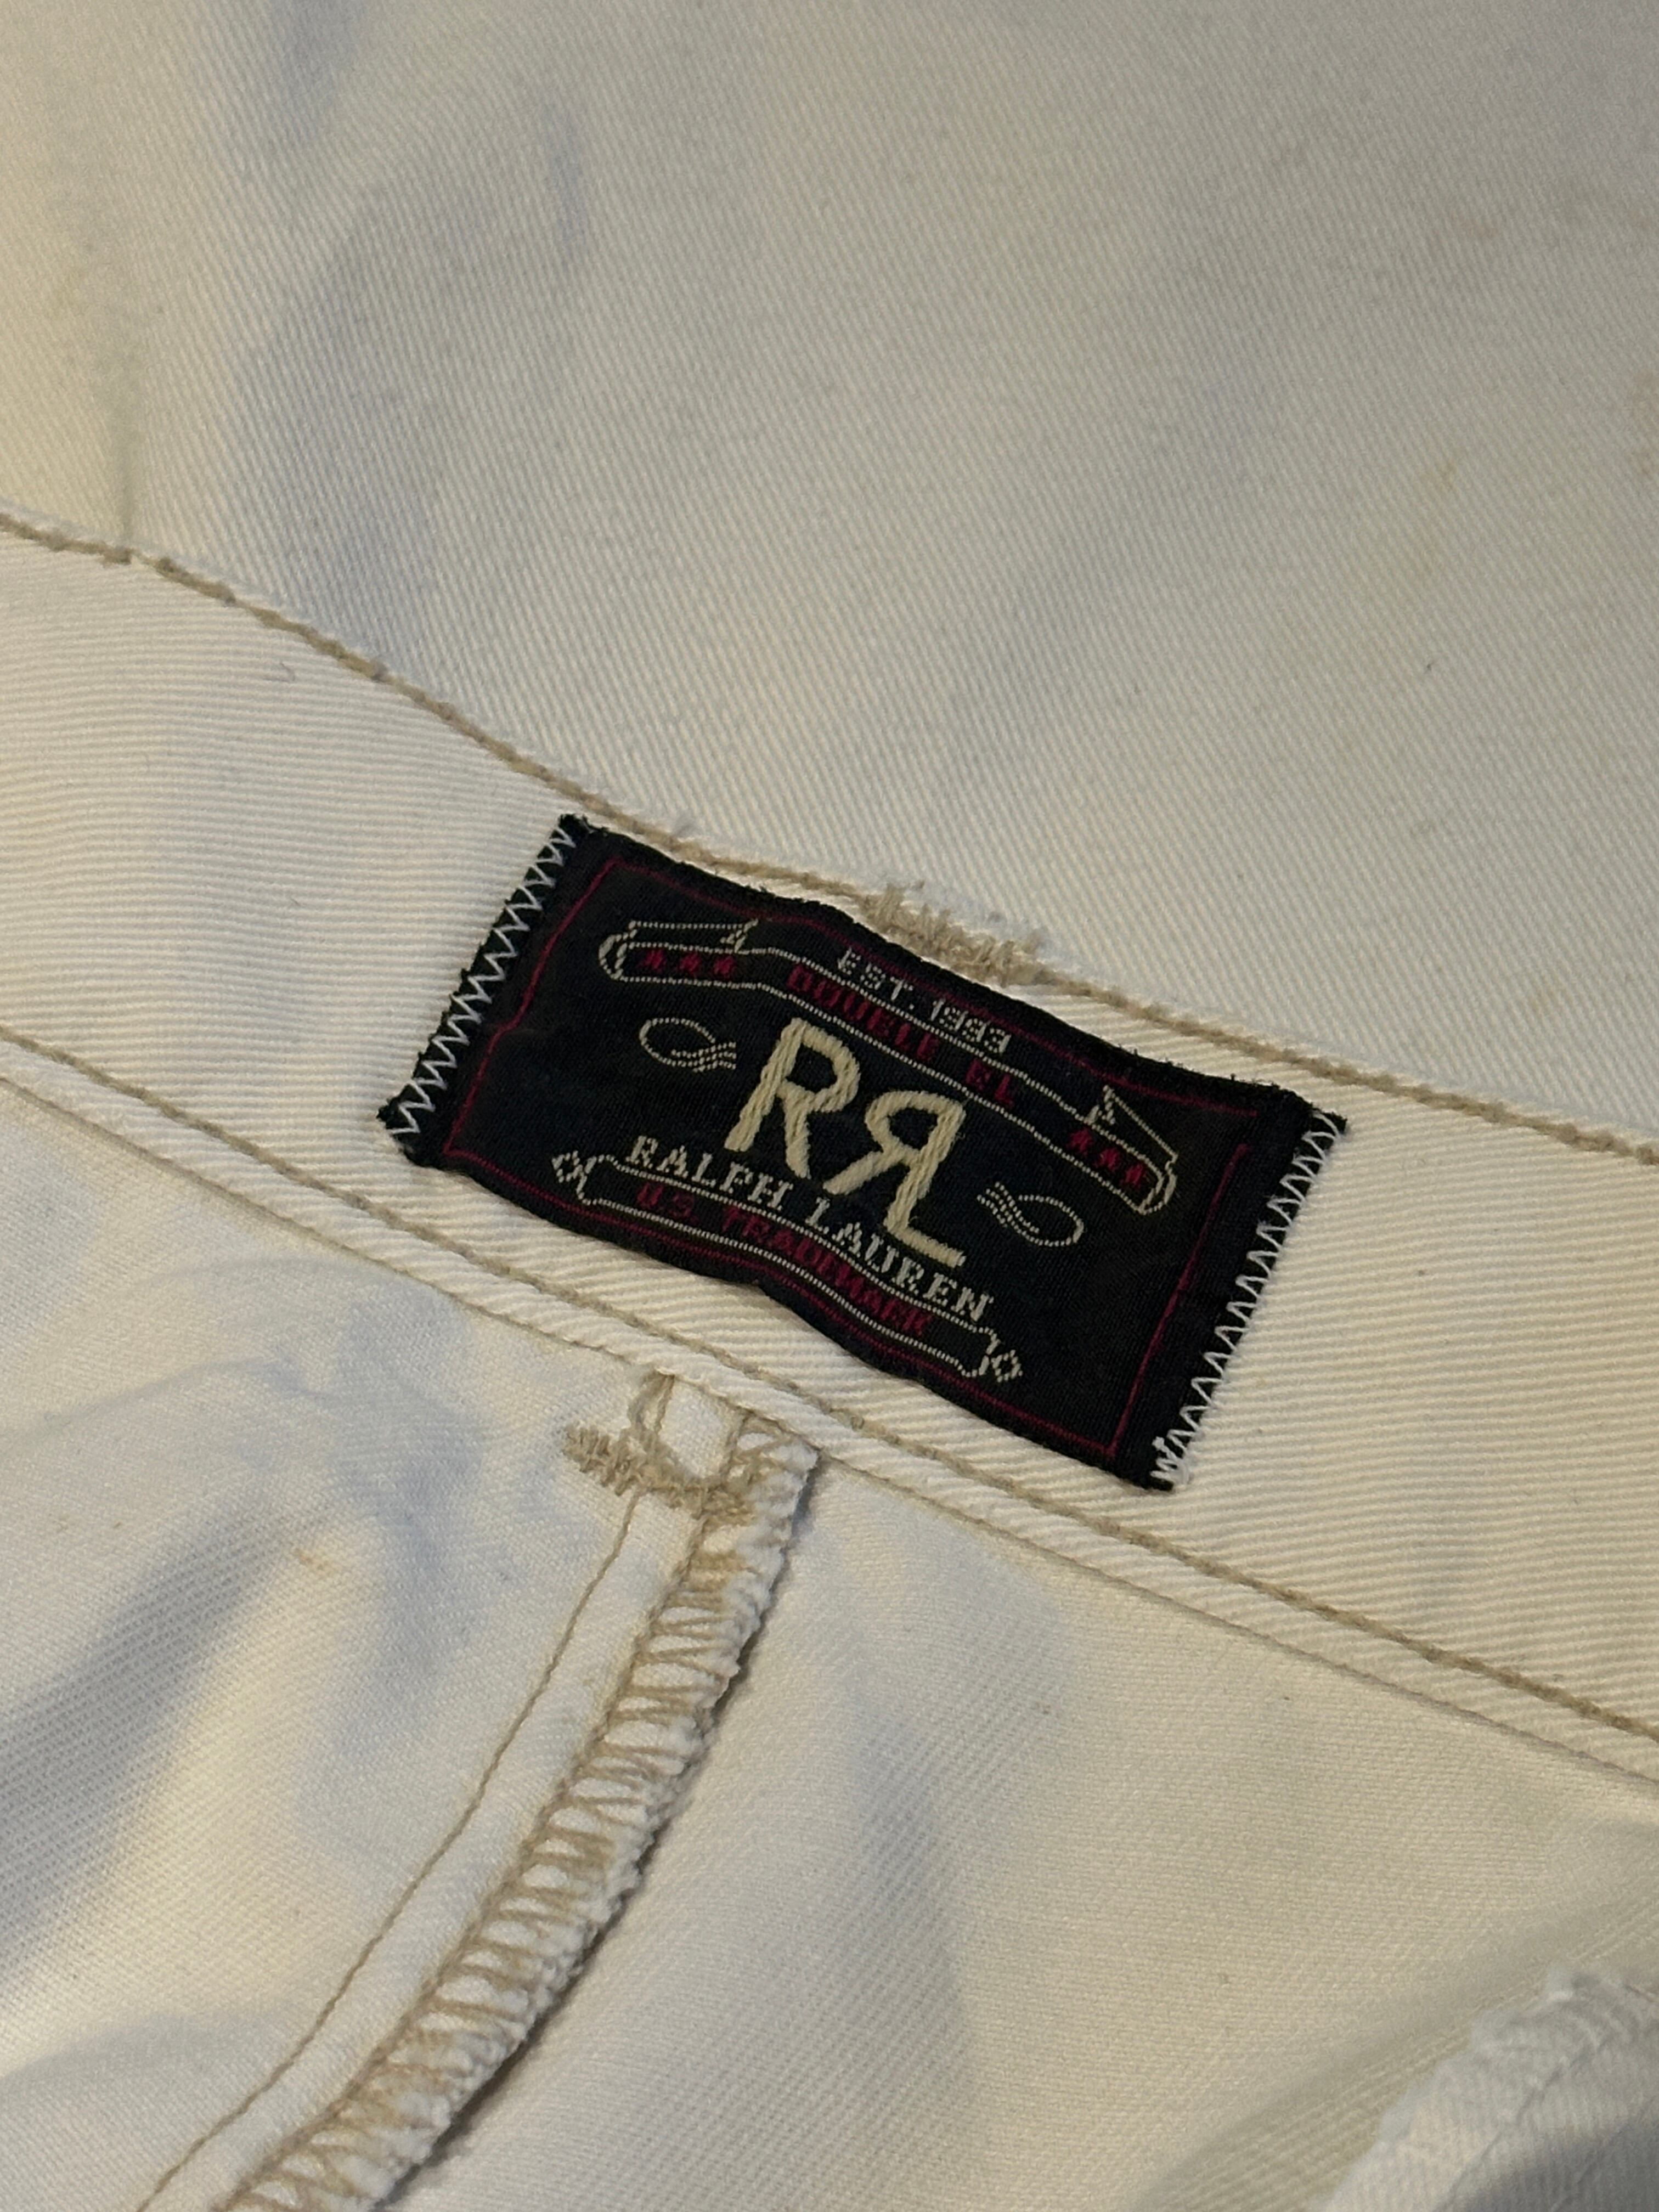 EST. 1993
DOUBLE RL
RRL
RALPH LAUREN
U.S. TRADEMARK